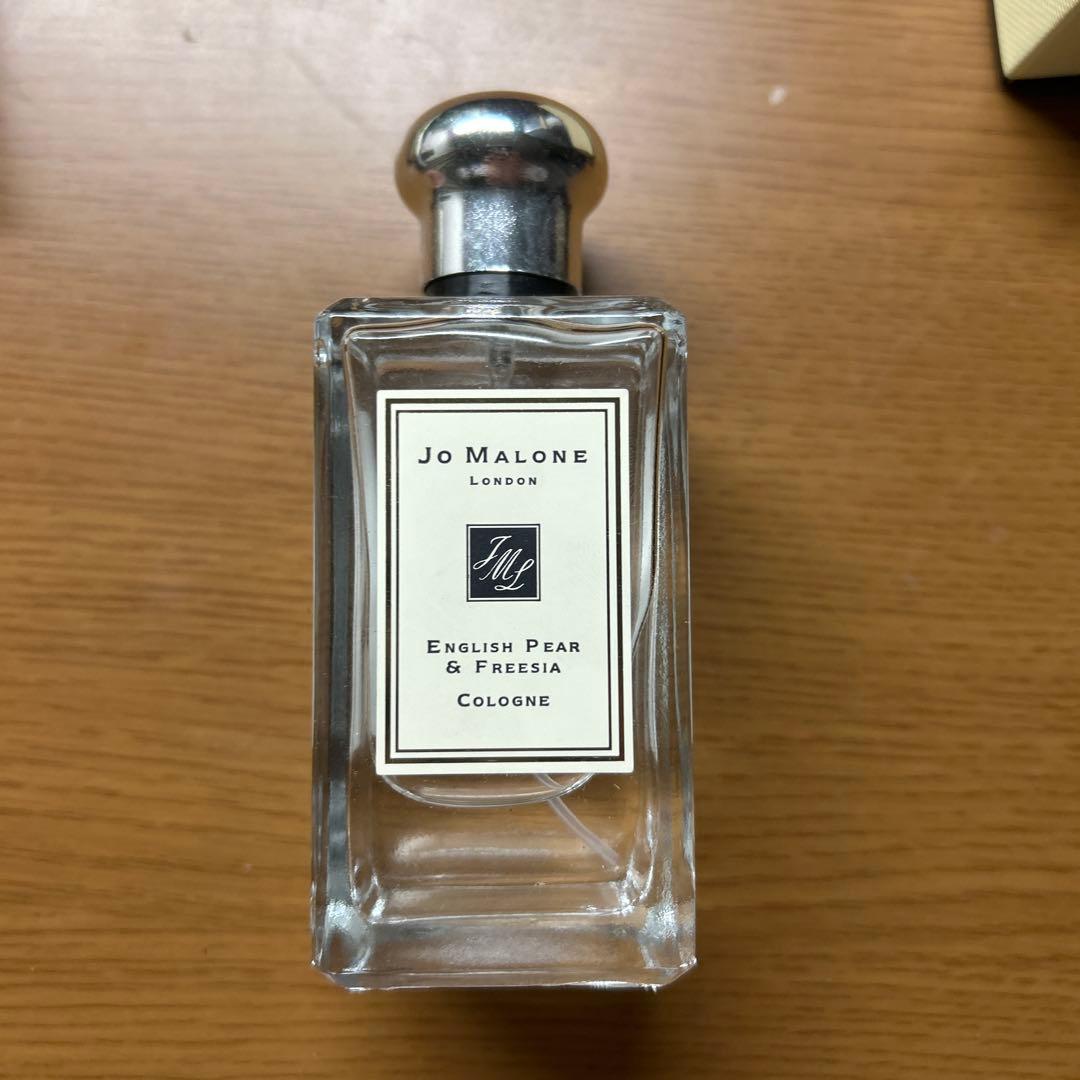 JO MALONE
LONDON
JML
ENGLISH PEAR
& FREESIA
COLOGNE